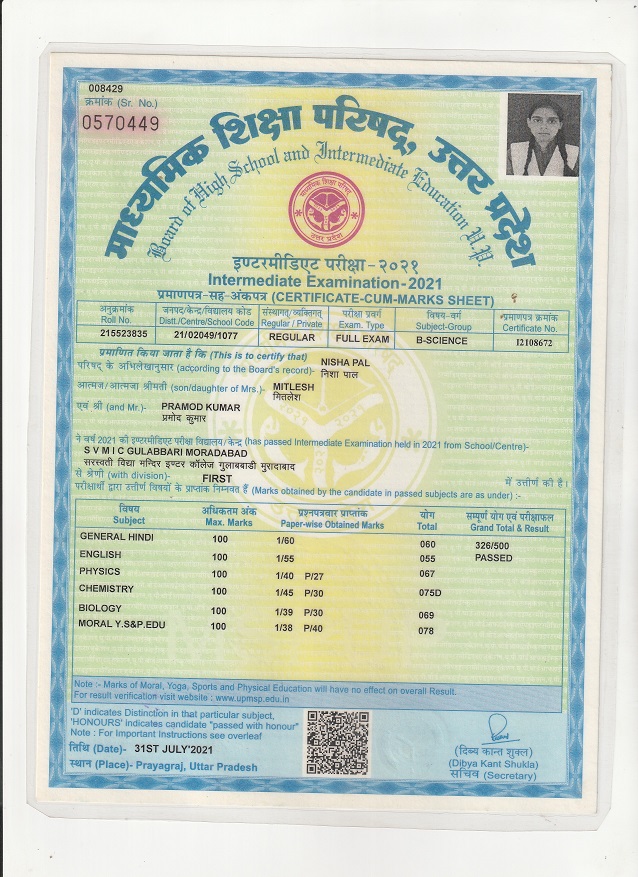 008429
क्रमांक (Sr. No.)
0570449
माध्यमिक शिक्षा परिषद्, उत्तर प्रदेश
Board of High School and Intermediate Education U.P.
माध्यमिक शिक्षा परिषद्
उत्तर प्रदेश
इण्टरमीडिएट परीक्षा - २०२१
Intermediate Examination - 2021
प्रमाणपत्र-सह-अंकपत्र (CERTIFICATE-CUM-MARKS SHEET)
अनुक्रमांक जनपद/केन्द्र/विद्यालय कोड संस्थागत/व्यक्तिगत परीक्षा प्रवर्ग विषय-वर्ग प्रमाणपत्र क्रमांक
Roll No. Distt./Centre/School Code Regular / Private Exam. Type Subject-Group Certificate No.
215523835 21/02049/1077 REGULAR FULL EXAM B-SCIENCE I2108672
प्रमाणित किया जाता है कि (This is to certify that)
NISHA PAL
परिषद् के अभिलेखानुसार (according to the Board's record)- निशा पाल
आत्मज/आत्मजा श्रीमती (son/daughter of Mrs.)- MITLESH
मितलेश
एवं श्री (and Mr.)- PRAMOD KUMAR
प्रमोद कुमार
ने वर्ष 2021 की इण्टरमीडिएट परीक्षा विद्यालय/केन्द्र (has passed Intermediate Examination held in 2021 from School/Centre)-
S V M I C GULABBARI MORADABAD
सरस्वती विद्या मन्दिर इण्टर कॉलेज गुलाबबाडी मुरादाबाद
से श्रेणी (with division)- FIRST में उत्तीर्ण की है।
परीक्षार्थी द्वारा उत्तीर्ण विषयों के प्राप्तांक निम्नवत हैं (Marks obtained by the candidate in passed subjects are as under) :-
विषय अधिकतम अंक प्रश्नपत्रवार प्राप्तांक योग सम्पूर्ण योग एवं परीक्षाफल
Subject Max. Marks Paper-wise Obtained Marks Total Grand Total & Result
GENERAL HINDI 100 1/60 060 326/500
ENGLISH 100 1/55 055 PASSED
PHYSICS 100 1/40 P/27 067
CHEMISTRY 100 1/45 P/30 075D
BIOLOGY 100 1/39 P/30 069
MORAL Y.S&P.EDU 100 1/38 P/40 078
Note :- Marks of Moral, Yoga, Sports and Physical Education will have no effect on overall Result.
For result verification visit website : www.upmsp.edu.in
'D' indicates Distinction in that particular subject,
'HONOURS' indicates candidate "passed with honour"
Note : For Important Instructions see overleaf
तिथि (Date)- 31ST JULY'2021
स्थान (Place)- Prayagraj, Uttar Pradesh
(दिव्य कान्त शुक्ल)
(Dibya Kant Shukla)
सचिव (Secretary)